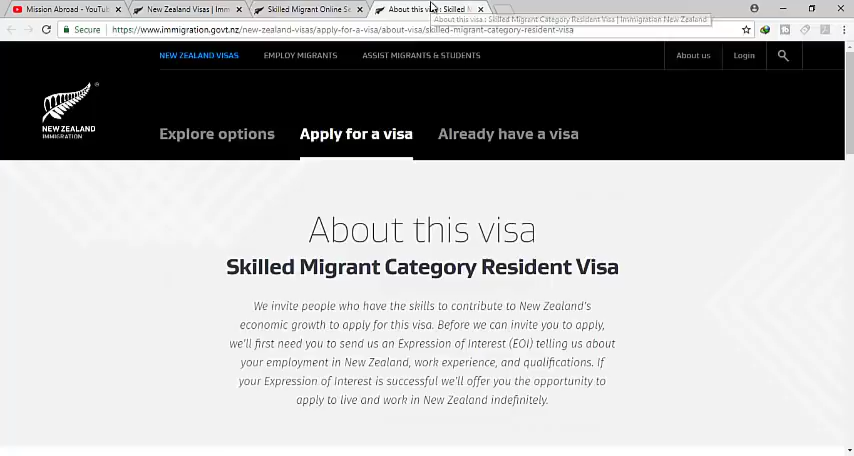 Mission Abroad - YouTub
New Zealand Visas | Imm
Skilled Migrant Online Se
About this visa : Skilled M
About this visa : Skilled Migrant Category Resident Visa | Immigration New Zealand
Secure
https://www.immigration.govt.nz/new-zealand-visas/apply-for-a-visa/about-visa/skilled-migrant-category-resident-visa
NEW ZEALAND VISAS EMPLOY MIGRANTS ASSIST MIGRANTS & STUDENTS About us Login
NEW ZEALAND
IMMIGRATION
Explore options Apply for a visa Already have a visa
About this visa
Skilled Migrant Category Resident Visa
We invite people who have the skills to contribute to New Zealand's
economic growth to apply for this visa. Before we can invite you to apply,
we'll first need you to send us an Expression of Interest (EOI) telling us about
your employment in New Zealand, work experience, and qualifications. If
your Expression of Interest is successful we'll offer you the opportunity to
apply to live and work in New Zealand indefinitely.